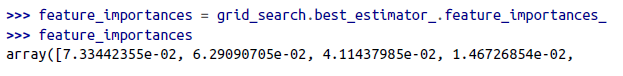 >>> feature_importances = grid_search.best_estimator_.feature_importances_
>>> feature_importances
array([7.33442355e-02, 6.29090705e-02, 4.11437985e-02, 1.46726854e-02,